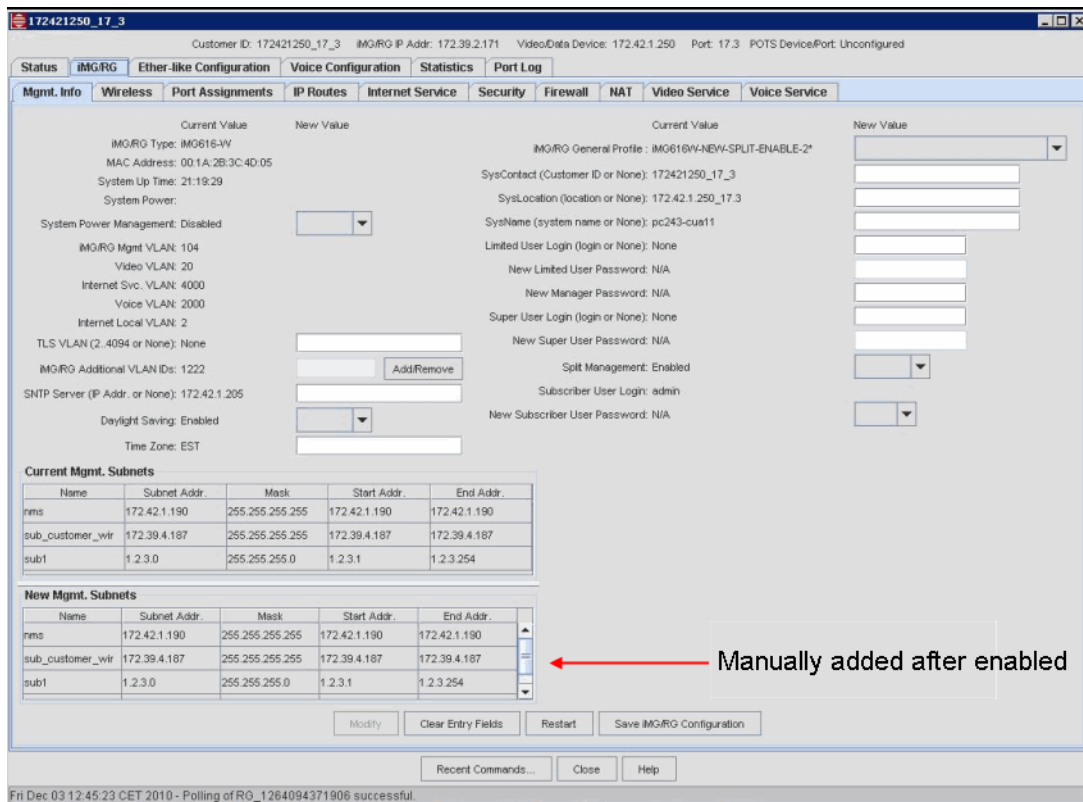 172421250_17_3
Customer ID: 172421250_17_3 iMG/RG IP Addr: 172.39.2.171 Video/Data Device: 172.42.1.250 Port: 17.3 POTS Device/Port: Unconfigured
Status iMG/RG Ether-like Configuration Voice Configuration Statistics Port Log
Mgmt. Info Wireless Port Assignments IP Routes Internet Service Security Firewall NAT Video Service Voice Service
Current Value New Value
iMG/RG Type: iMG616-W
MAC Address: 00:1A:2B:3C:4D:05
System Up Time: 21:19:29
System Power:
System Power Management: Disabled
iMG/RG Mgmt VLAN: 104
Video VLAN: 20
Internet Svc. VLAN: 4000
Voice VLAN: 2000
Internet Local VLAN: 2
TLS VLAN (2..4094 or None): None
iMG/RG Additional VLAN IDs: 1222 Add/Remove
SNTP Server (IP Addr. or None): 172.42.1.205
Daylight Saving: Enabled
Time Zone: EST
Current Value New Value
iMG/RG General Profile : iMG616W-NEW-SPLIT-ENABLE-2*
SysContact (Customer ID or None): 172421250_17_3
SysLocation (location or None): 172.42.1.250_17.3
SysName (system name or None): pc243-cua11
Limited User Login (login or None): None
New Limited User Password: N/A
New Manager Password: N/A
Super User Login (login or None): None
New Super User Password: N/A
Split Management: Enabled
Subscriber User Login: admin
New Subscriber User Password: N/A
Current Mgmt. Subnets
Name Subnet Addr. Mask Start Addr. End Addr.
nms 172.42.1.190 255.255.255.255 172.42.1.190 172.42.1.190
sub_customer_wir 172.39.4.187 255.255.255.255 172.39.4.187 172.39.4.187
sub1 1.2.3.0 255.255.255.0 1.2.3.1 1.2.3.254
New Mgmt. Subnets
Name Subnet Addr. Mask Start Addr. End Addr.
nms 172.42.1.190 255.255.255.255 172.42.1.190 172.42.1.190
sub_customer_wir 172.39.4.187 255.255.255.255 172.39.4.187 172.39.4.187
sub1 1.2.3.0 255.255.255.0 1.2.3.1 1.2.3.254
Manually added after enabled
Modify Clear Entry Fields Restart Save iMG/RG Configuration
Recent Commands... Close Help
Fri Dec 03 12:45:23 CET 2010 - Polling of RG_1264094371906 successful.